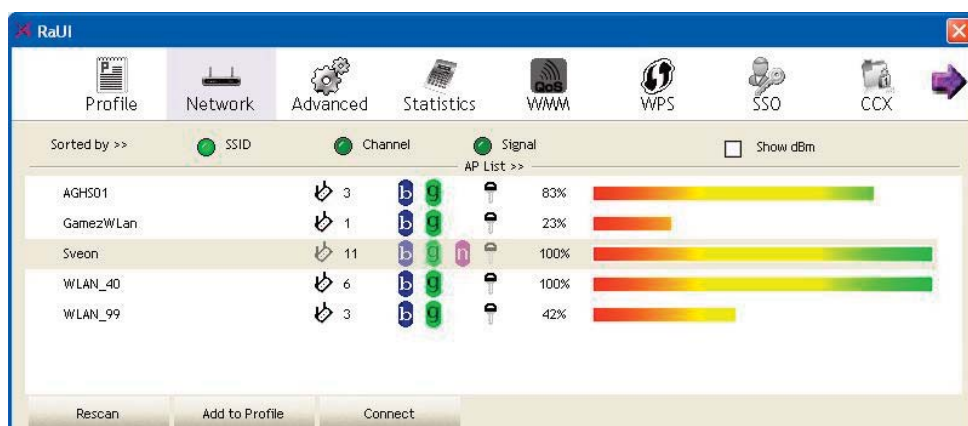 RaUI
Profile Network Advanced Statistics QoS WMM WPS SSO CCX
Sorted by >> SSID Channel Signal Show dBm
AP List >>
AGHS01 3 b g 83%
GamezWLan 1 b g 23%
Sveon 11 b g n 100%
WLAN_40 6 b g 100%
WLAN_99 3 b g 42%
Rescan Add to Profile Connect